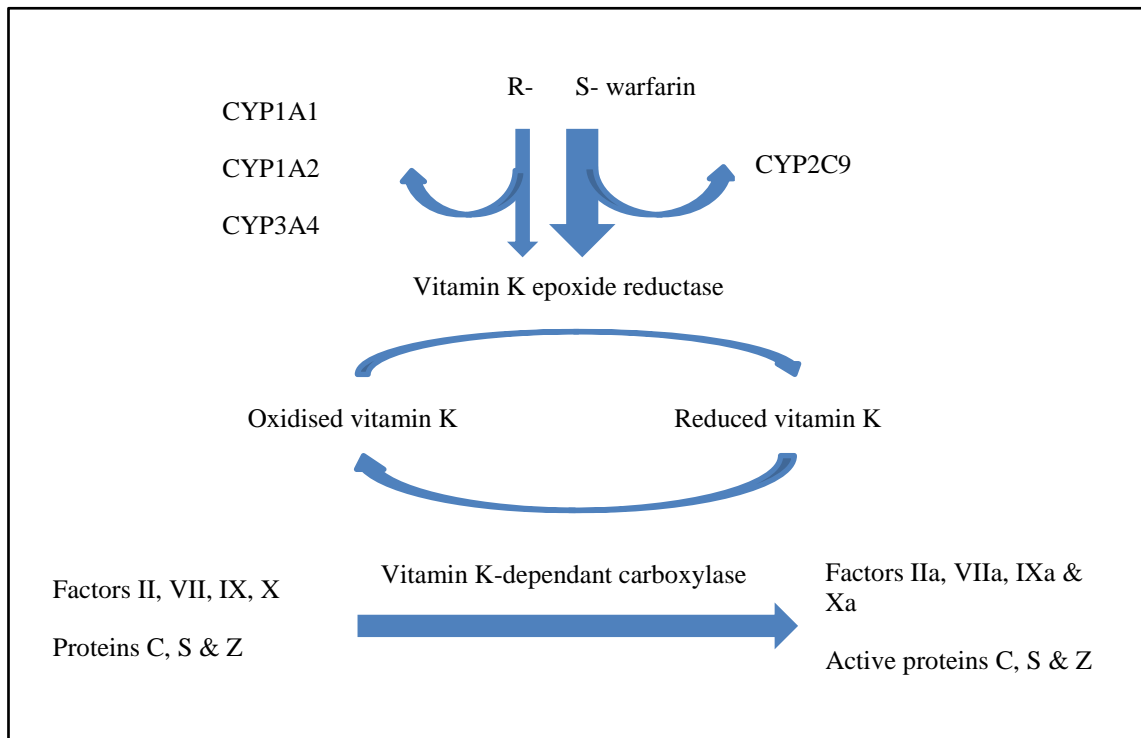 R- S- warfarin
CYP1A1
CYP1A2
CYP3A4
CYP2C9
Vitamin K epoxide reductase
Oxidised vitamin K
Reduced vitamin K
Factors II, VII, IX, X
Proteins C, S & Z
Vitamin K-dependant carboxylase
Factors IIa, VIIa, IXa &
Xa
Active proteins C, S & Z